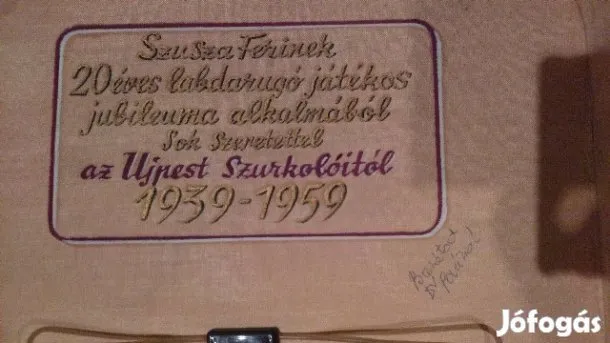 Szusza Ferinek
20 éves labdarugó játékos
jubileuma alkalmából
Sok Szeretettel
az Ujpest Szurkolóitól
1939-1959
Jófogás